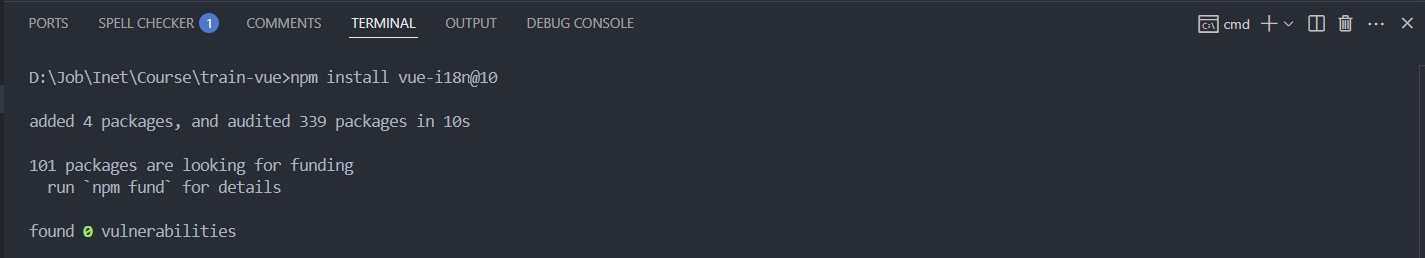 PORTS SPELL CHECKER 1 COMMENTS TERMINAL OUTPUT DEBUG CONSOLE cmd
D:\Job\Inet\Course\train-vue>npm install vue-i18n@10
added 4 packages, and audited 339 packages in 10s
101 packages are looking for funding
  run `npm fund` for details
found 0 vulnerabilities